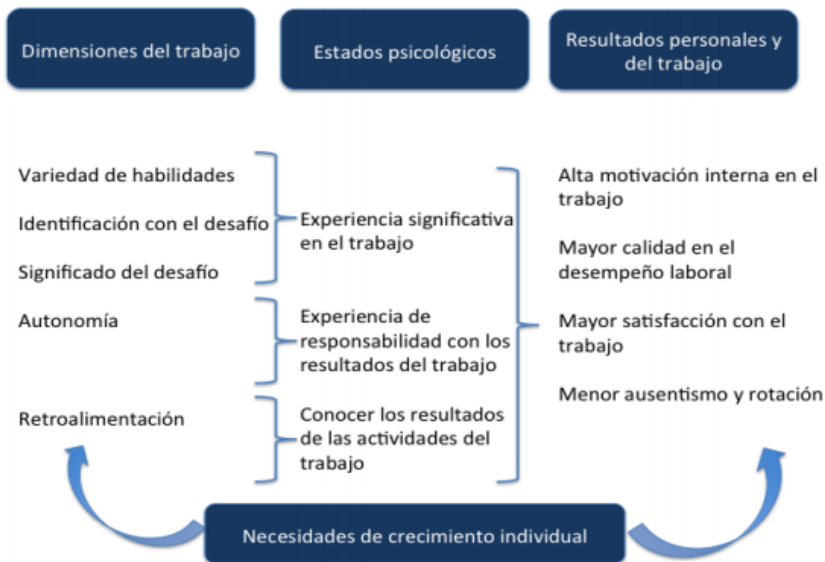 Dimensiones del trabajo
Estados psicológicos
Resultados personales y
del trabajo
Variedad de habilidades
Identificación con el desafío
Significado del desafío
Autonomía
Retroalimentación
Experiencia significativa
en el trabajo
Experiencia de
responsabilidad con los
resultados del trabajo
Conocer los resultados
de las actividades del
trabajo
Alta motivación interna en el
trabajo
Mayor calidad en el
desempeño laboral
Mayor satisfacción con el
trabajo
Menor ausentismo y rotación
Necesidades de crecimiento individual